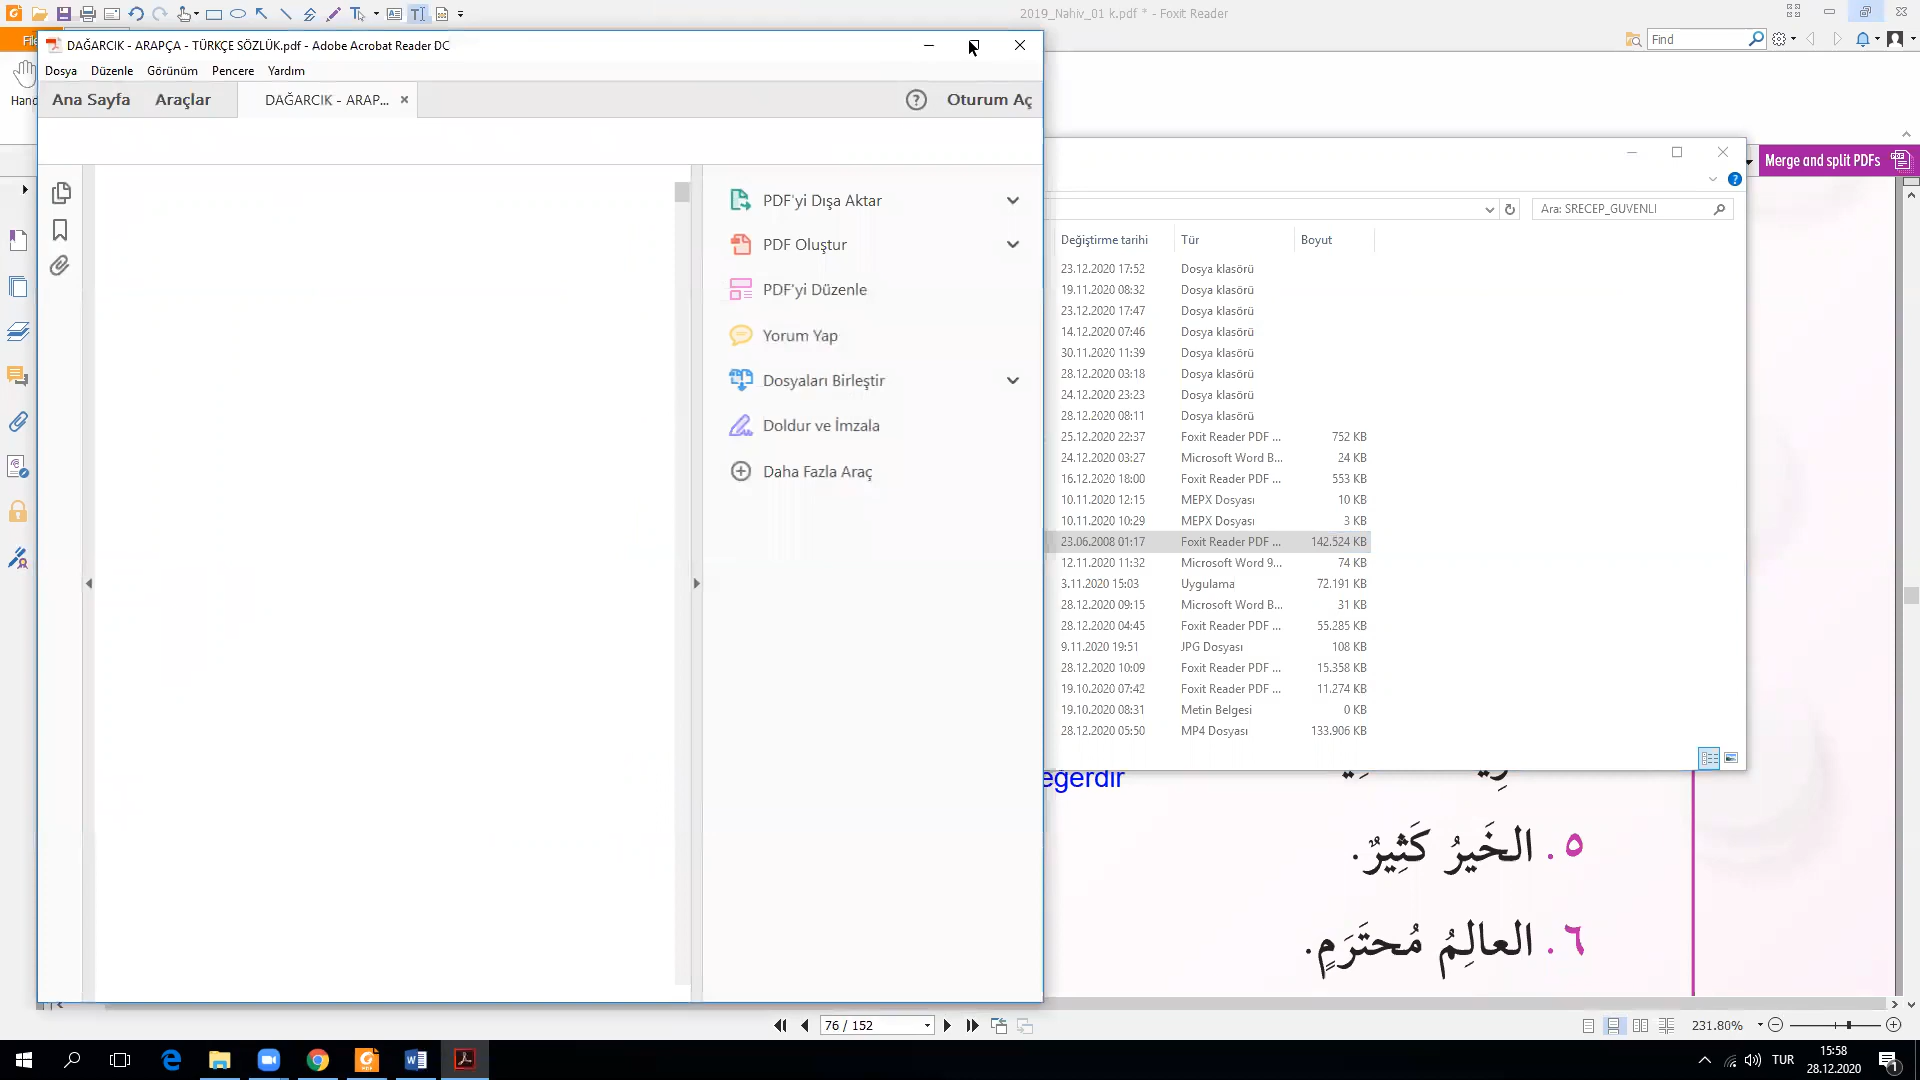 2019_Nahiv_01 k.pdf * - Foxit Reader
DAĞARCIK - ARAPÇA - TÜRKÇE SÖZLÜK.pdf - Adobe Acrobat Reader DC
Find
Dosya Düzenle Görünüm Pencere Yardım
Ana Sayfa Araçlar DAĞARCIK - ARAP... × Oturum Aç
Merge and split PDFs
PDF'yi Dışa Aktar
PDF Oluştur
PDF'yi Düzenle
Yorum Yap
Dosyaları Birleştir
Doldur ve İmzala
Daha Fazla Araç
Ara: SRECEP_GUVENLI
Değiştirme tarihi Tür Boyut
23.12.2020 17:52 Dosya klasörü
19.11.2020 08:32 Dosya klasörü
23.12.2020 17:47 Dosya klasörü
14.12.2020 07:46 Dosya klasörü
30.11.2020 11:39 Dosya klasörü
28.12.2020 03:18 Dosya klasörü
24.12.2020 23:23 Dosya klasörü
28.12.2020 08:11 Dosya klasörü
25.12.2020 22:37 Foxit Reader PDF ... 752 KB
24.12.2020 03:27 Microsoft Word B... 24 KB
16.12.2020 18:00 Foxit Reader PDF ... 553 KB
10.11.2020 12:15 MEPX Dosyası 10 KB
10.11.2020 10:29 MEPX Dosyası 3 KB
23.06.2008 01:17 Foxit Reader PDF ... 142.524 KB
12.11.2020 11:32 Microsoft Word 9... 74 KB
3.11.2020 15:03 Uygulama 72.191 KB
28.12.2020 09:15 Microsoft Word B... 31 KB
28.12.2020 04:45 Foxit Reader PDF ... 55.285 KB
9.11.2020 19:51 JPG Dosyası 108 KB
28.12.2020 10:09 Foxit Reader PDF ... 15.358 KB
19.10.2020 07:42 Foxit Reader PDF ... 11.274 KB
19.10.2020 08:31 Metin Belgesi 0 KB
28.12.2020 05:50 MP4 Dosyası 133.906 KB
eğerdir
٥ . الخَيرُ كَثِيرٌ.
٦ . العالِمُ مُحتَرَمٍ.
76 / 152
231.80%
TUR
15:58
28.12.2020
1